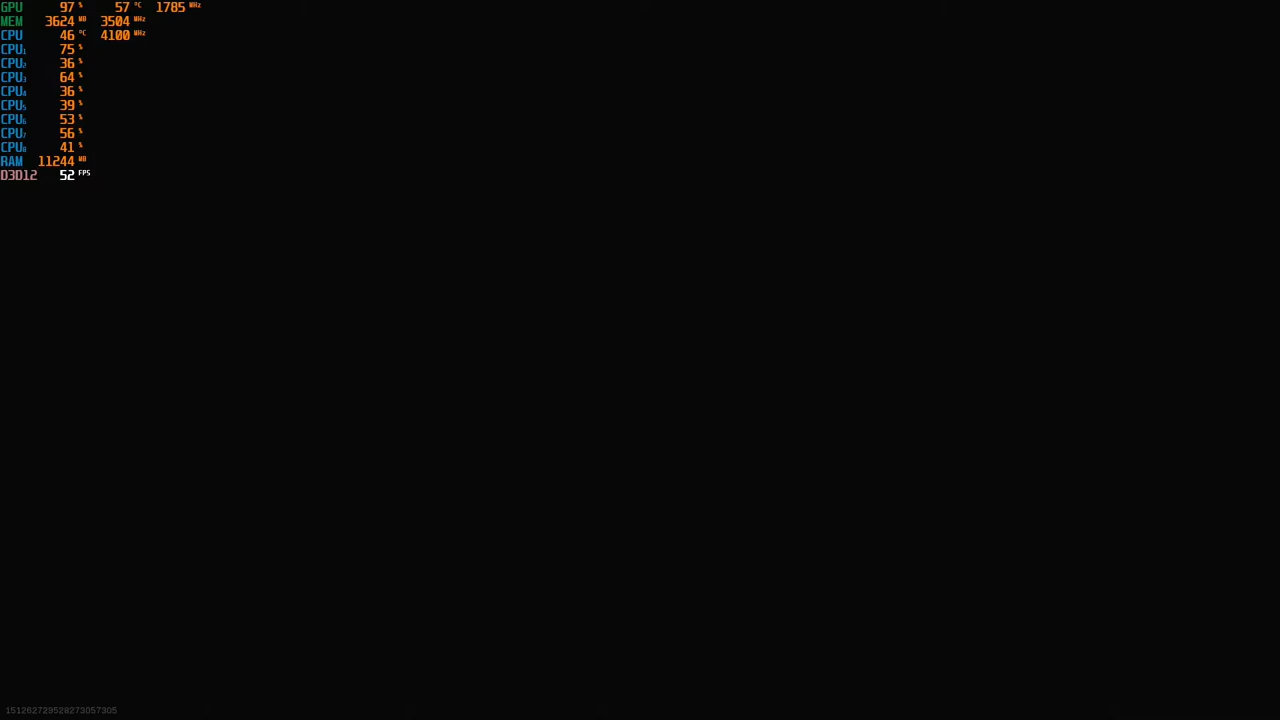 GPU 97 % 57 °C 1785 MHz
MEM 3624 MB 3504 MHz
CPU 46 °C 4100 MHz
CPU1 75 %
CPU2 36 %
CPU3 64 %
CPU4 36 %
CPU5 39 %
CPU6 53 %
CPU7 56 %
CPU8 41 %
RAM 11244 MB
D3D12 52 FPS
151262729528273057305